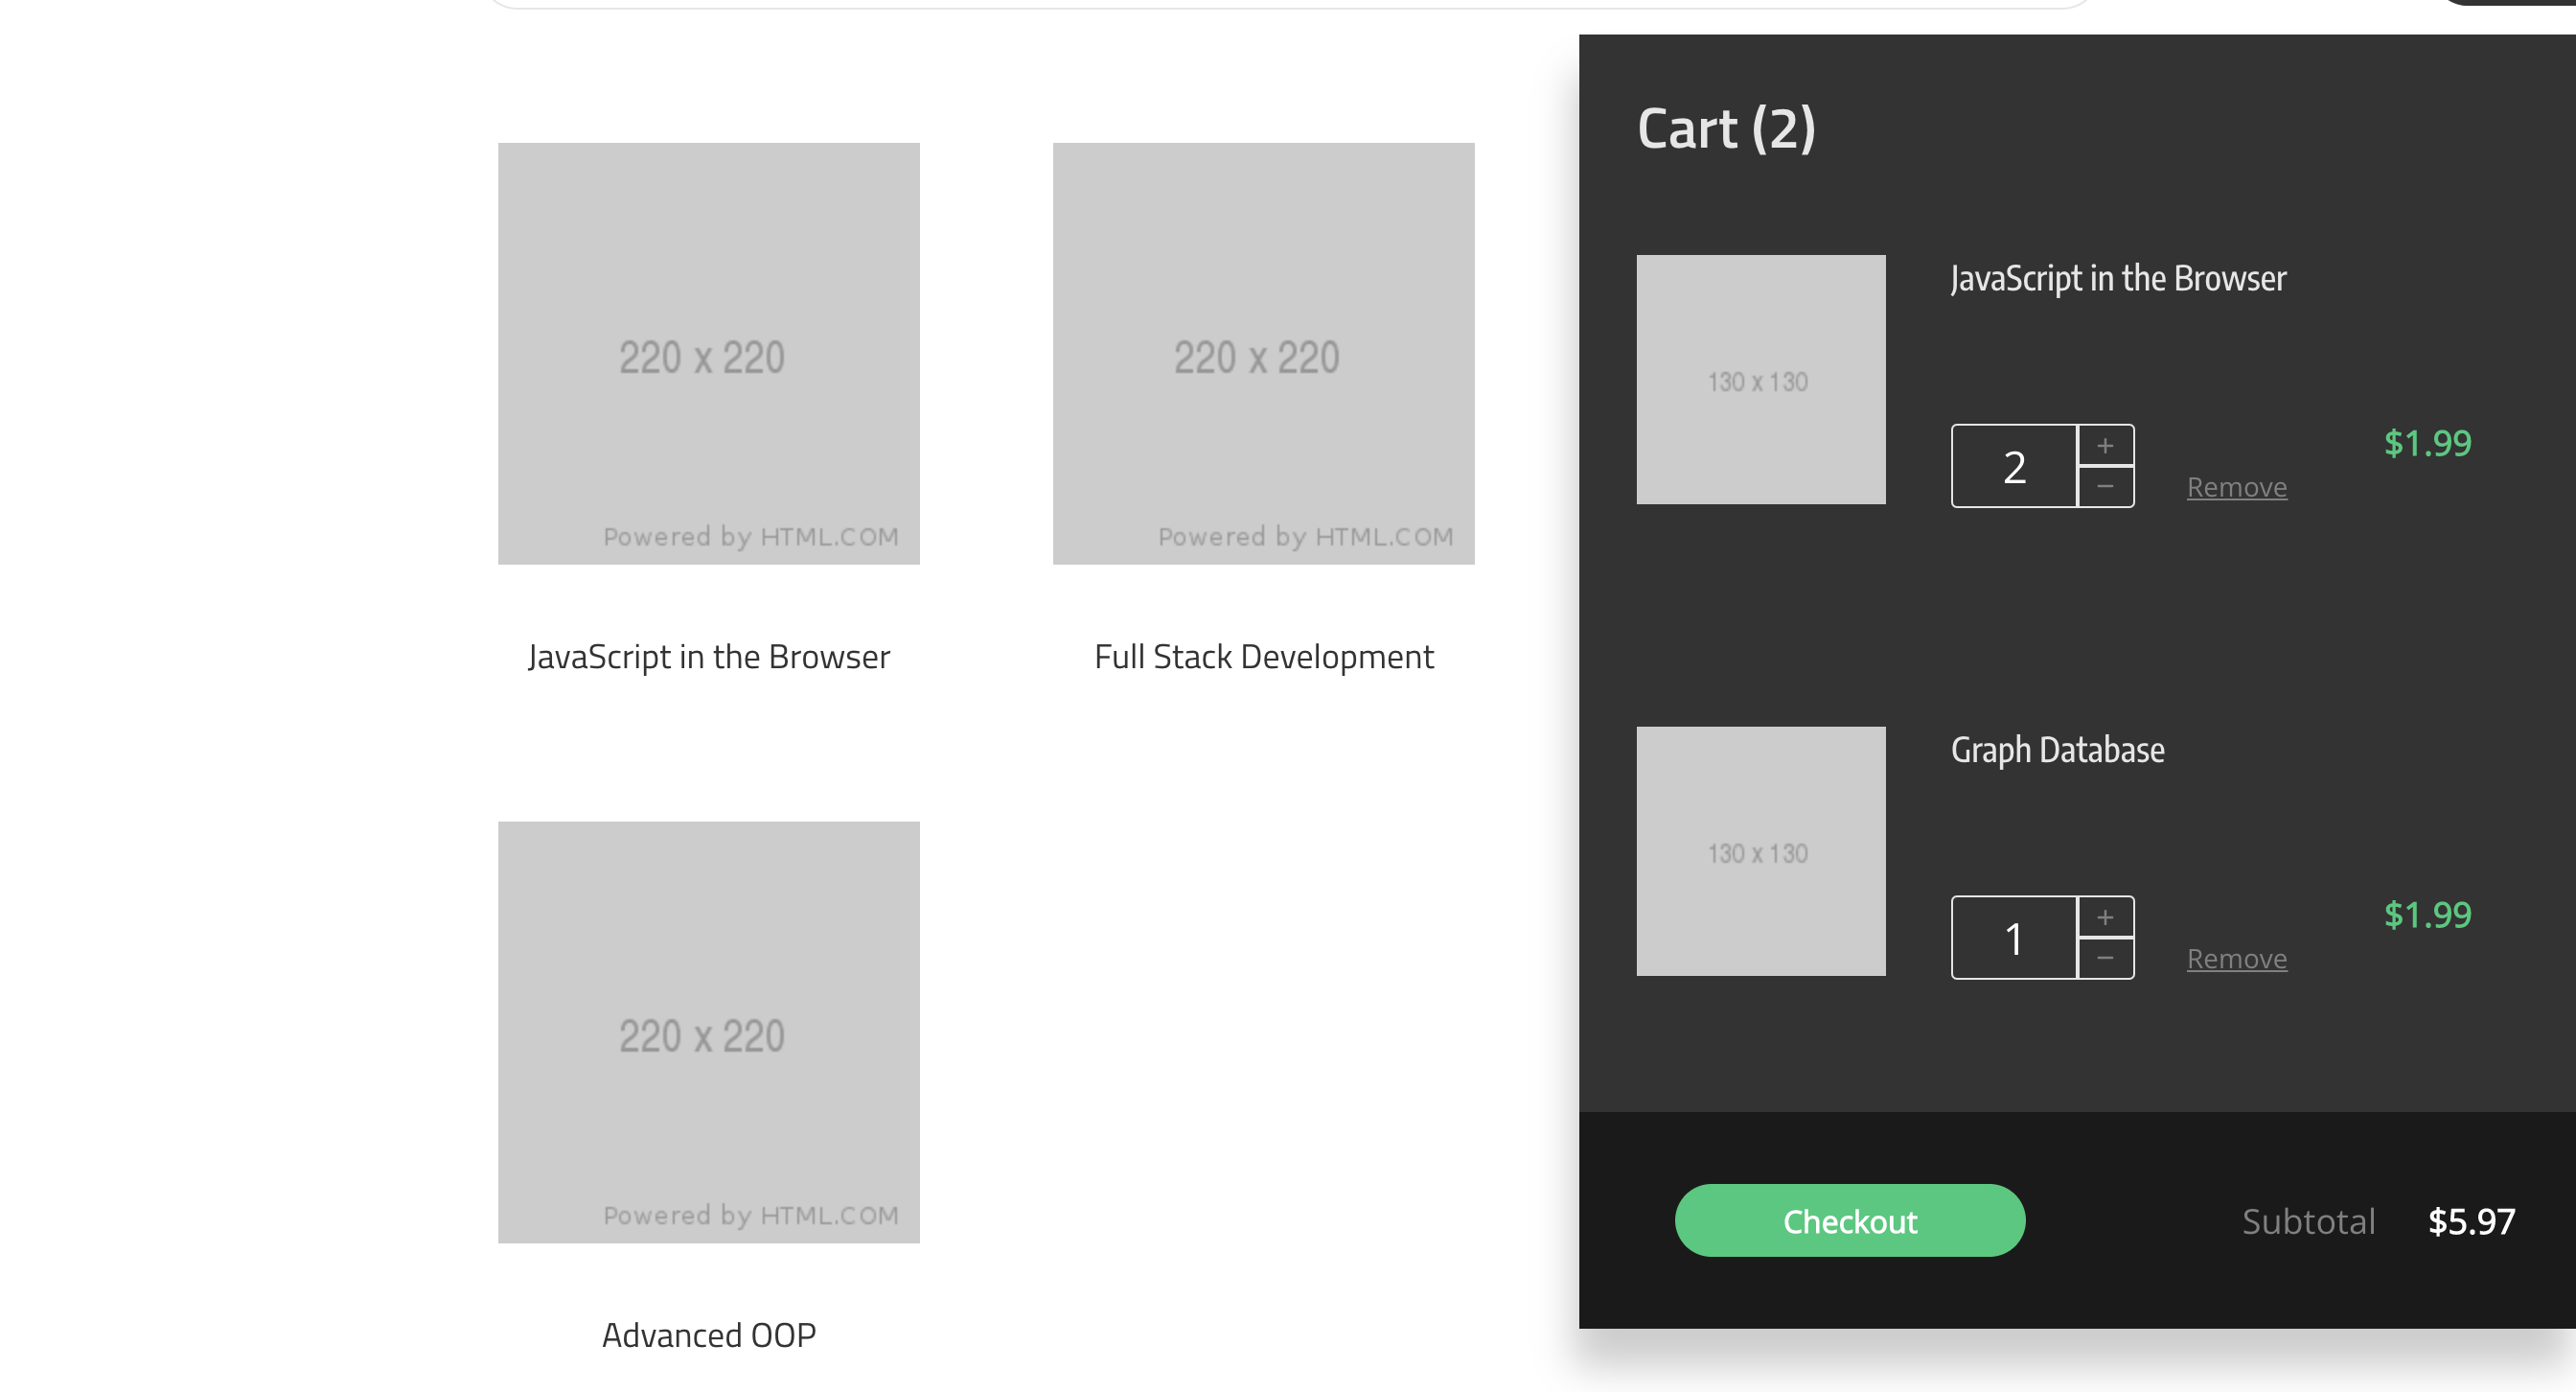 220 x 220
Powered by HTML.COM
JavaScript in the Browser
220 x 220
Powered by HTML.COM
Full Stack Development
220 x 220
Powered by HTML.COM
Advanced OOP
Cart (2)
130 x 130
JavaScript in the Browser
2
+
−
Remove
$1.99
130 x 130
Graph Database
1
+
−
Remove
$1.99
Checkout
Subtotal $5.97